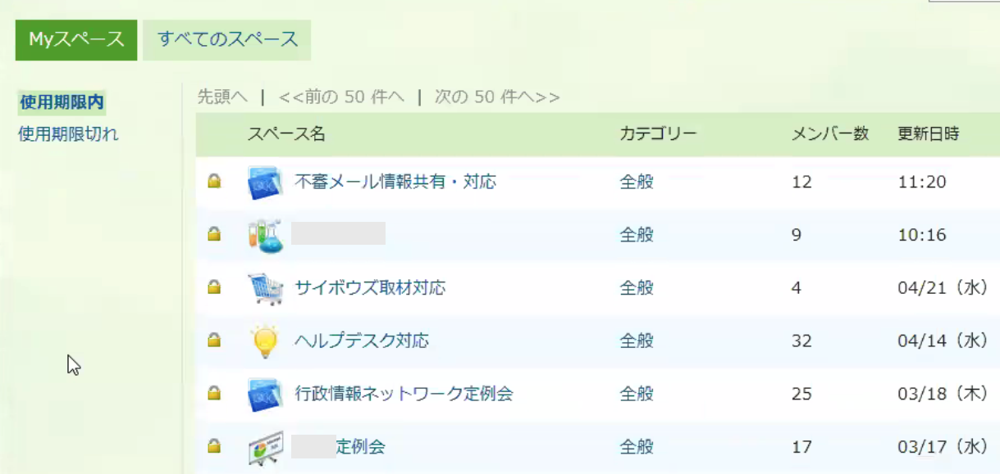 Myスペース すべてのスペース
使用期限内
使用期限切れ
先頭へ | <<前の 50 件へ | 次の 50 件へ>>
スペース名 カテゴリー メンバー数 更新日時
不審メール情報共有・対応 全般 12 11:20
全般 9 10:16
サイボウズ取材対応 全般 4 04/21（水）
ヘルプデスク対応 全般 32 04/14（水）
行政情報ネットワーク定例会 全般 25 03/18（木）
定例会 全般 17 03/17（水）